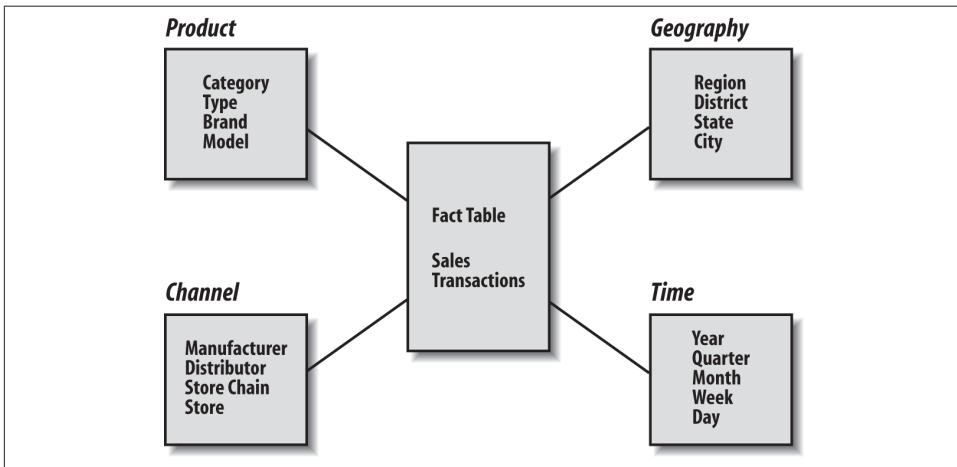 Product
Category
Type
Brand
Model
Geography
Region
District
State
City
Fact Table
Sales
Transactions
Channel
Manufacturer
Distributor
Store Chain
Store
Time
Year
Quarter
Month
Week
Day